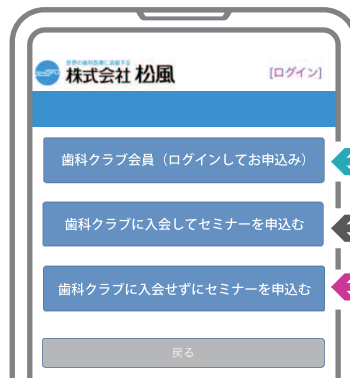 世界の歯科医療に貢献する
株式会社 松風
[ログイン]
歯科クラブ会員（ログインしてお申込み）
歯科クラブに入会してセミナーを申込む
歯科クラブに入会せずにセミナーを申込む
戻る